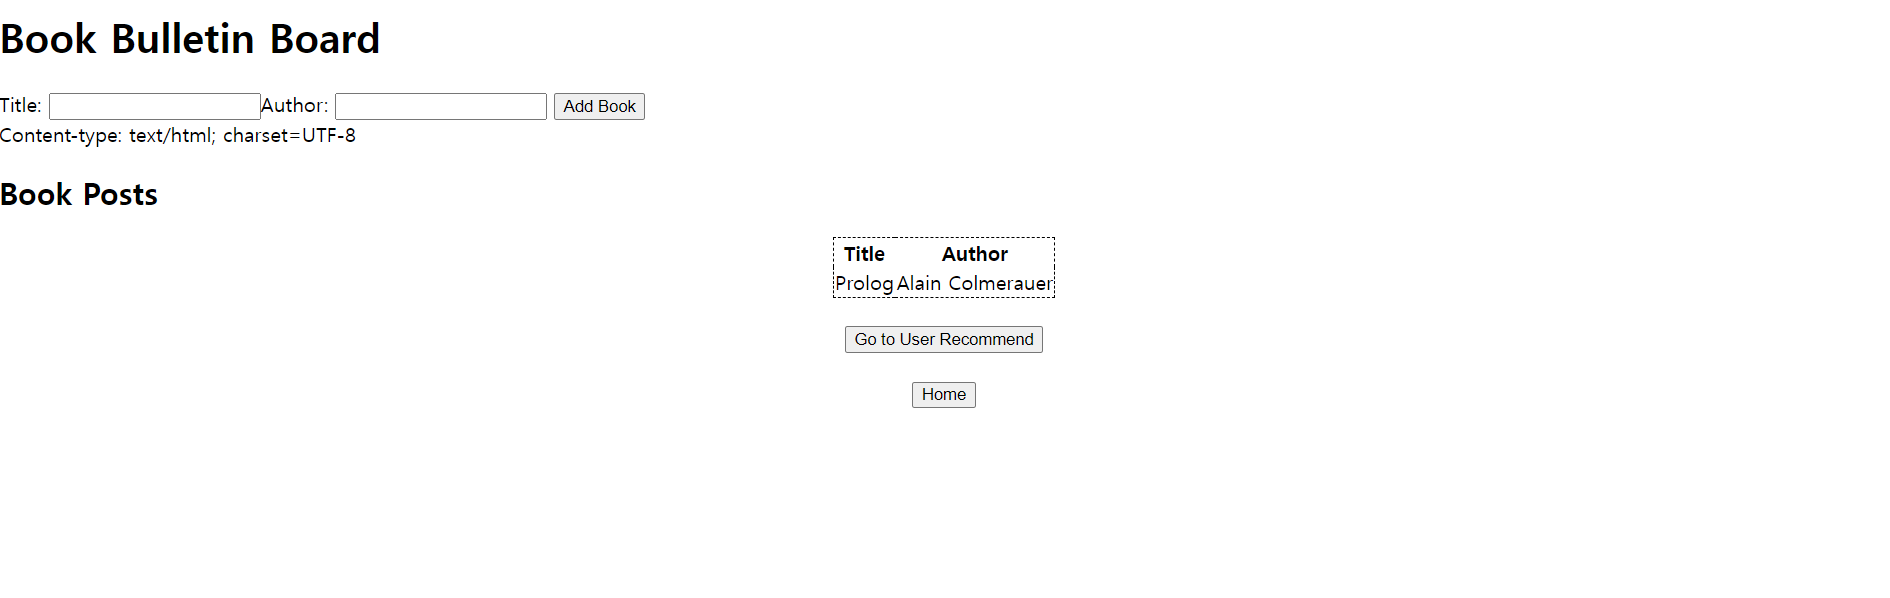 Book Bulletin Board
Title: Author: Add Book
Content-type: text/html; charset=UTF-8
Book Posts
Title Author
Prolog Alain Colmerauer
Go to User Recommend
Home